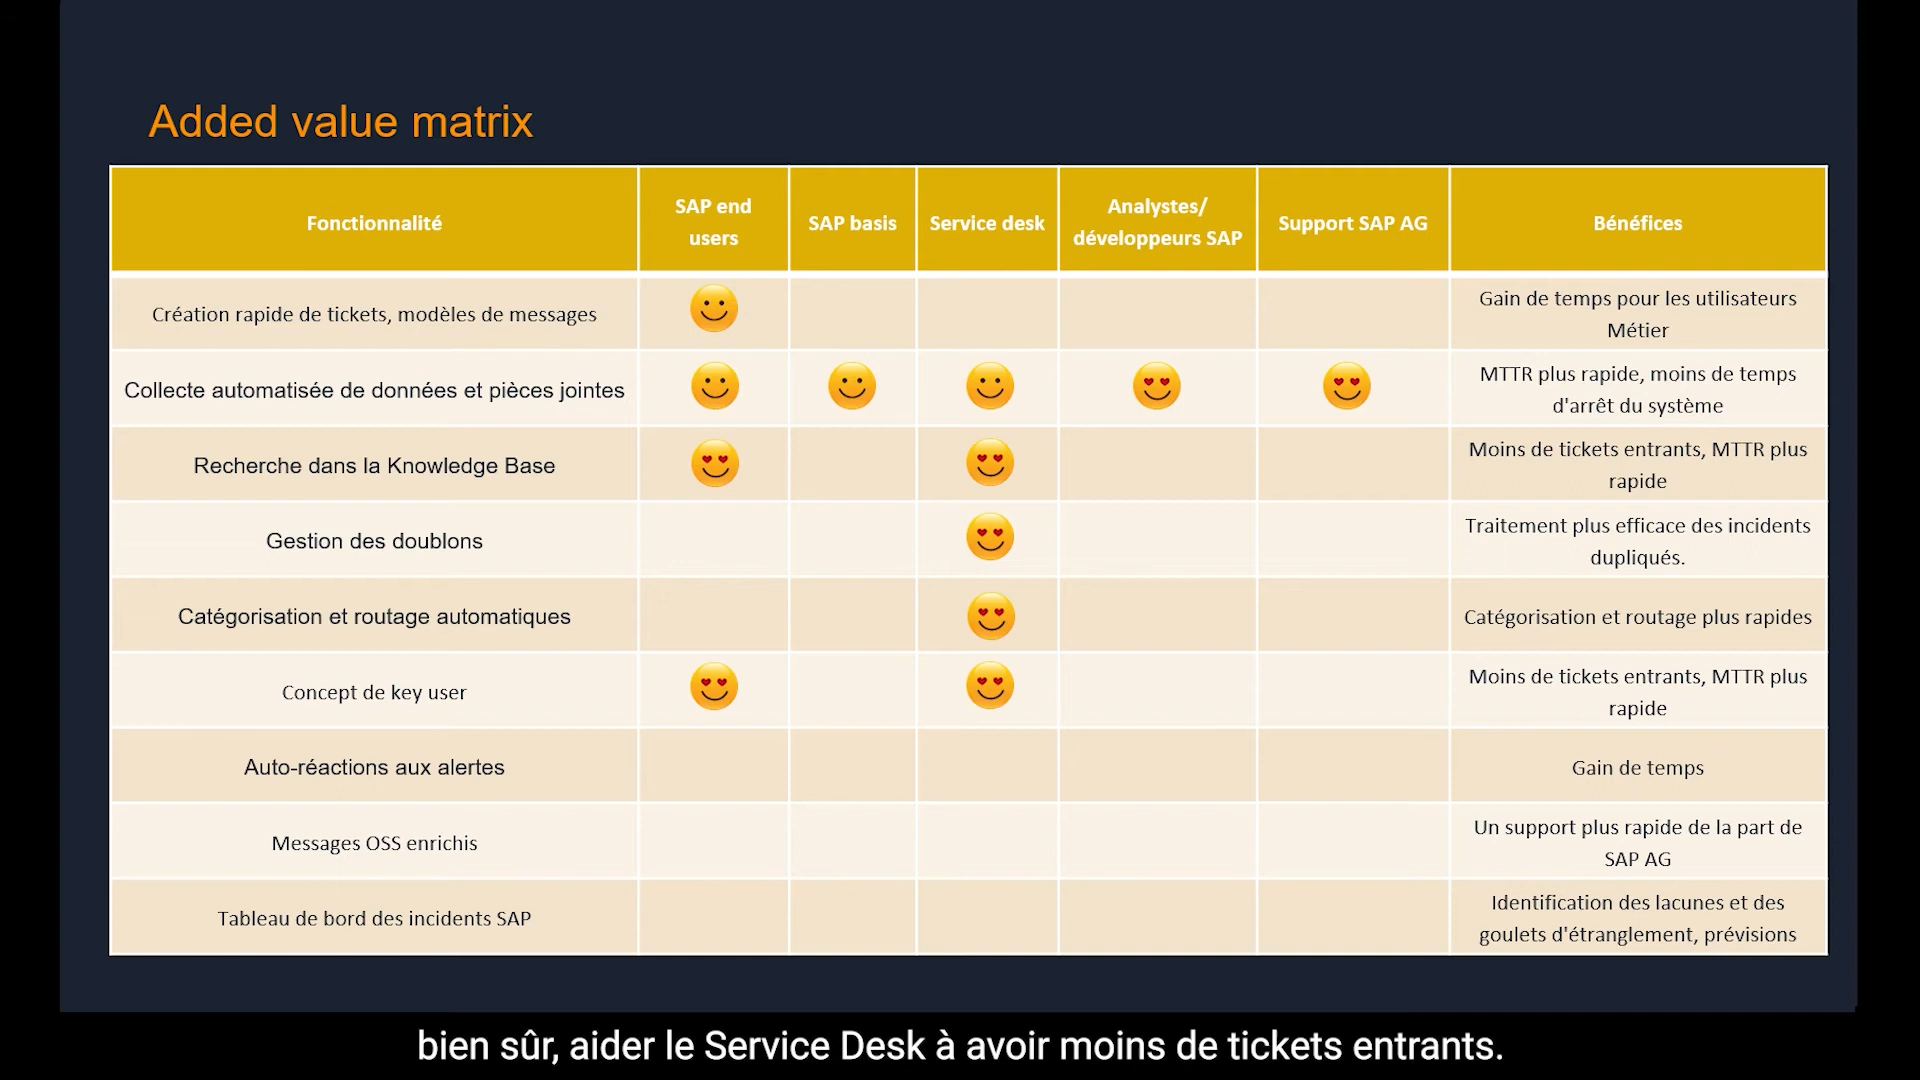 Added value matrix
Fonctionnalité
SAP end
users
SAP basis
Service desk
Analystes/
développeurs SAP
Support SAP AG
Bénéfices
Création rapide de tickets, modèles de messages
Gain de temps pour les utilisateurs
Métier
Collecte automatisée de données et pièces jointes
MTTR plus rapide, moins de temps
d'arrêt du système
Recherche dans la Knowledge Base
Moins de tickets entrants, MTTR plus
rapide
Gestion des doublons
Traitement plus efficace des incidents
dupliqués.
Catégorisation et routage automatiques
Catégorisation et routage plus rapides
Concept de key user
Moins de tickets entrants, MTTR plus
rapide
Auto-réactions aux alertes
Gain de temps
Messages OSS enrichis
Un support plus rapide de la part de
SAP AG
Tableau de bord des incidents SAP
Identification des lacunes et des
goulets d'étranglement, prévisions
bien sûr, aider le Service Desk à avoir moins de tickets entrants.